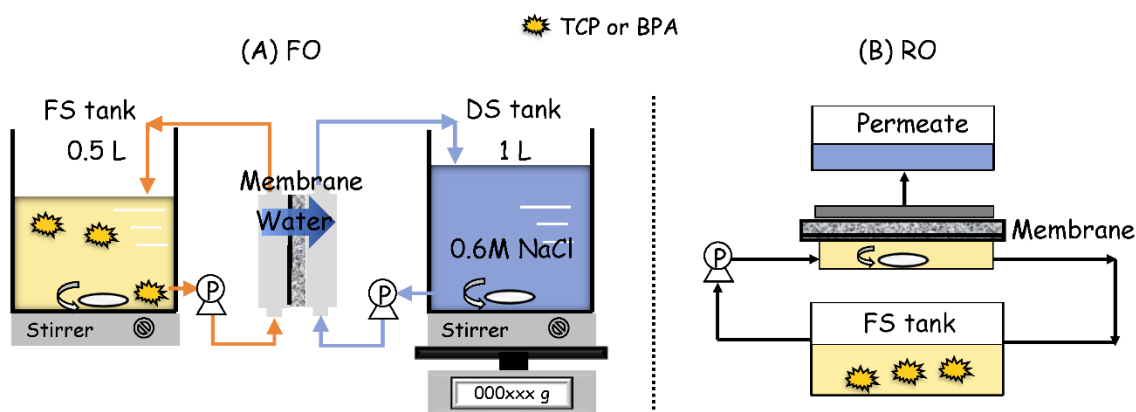 TCP or BPA
(A) FO
(B) RO
FS tank
0.5 L
DS tank
1 L
Membrane
Water
0.6M NaCl
P
P
Stirrer
Stirrer
000xxx g
Permeate
Membrane
P
FS tank